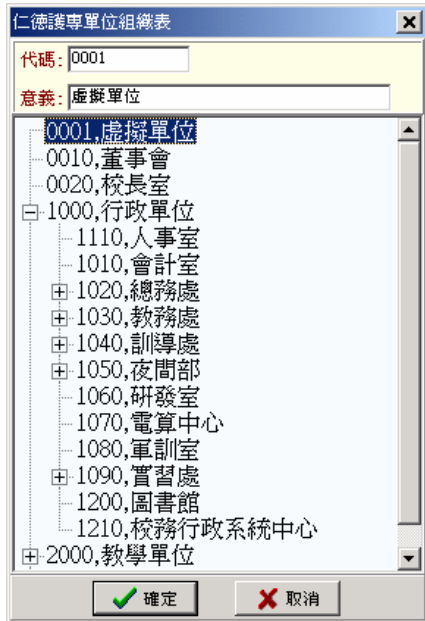 仁德護專單位組織表
代碼: 0001
意義: 虛擬單位
0001,虛擬單位
0010,董事會
0020,校長室
1000,行政單位
1110,人事室
1010,會計室
1020,總務處
1030,教務處
1040,訓導處
1050,夜間部
1060,研發室
1070,電算中心
1080,軍訓室
1090,實習處
1200,圖書館
1210,校務行政系統中心
2000,教學單位
確定 取消